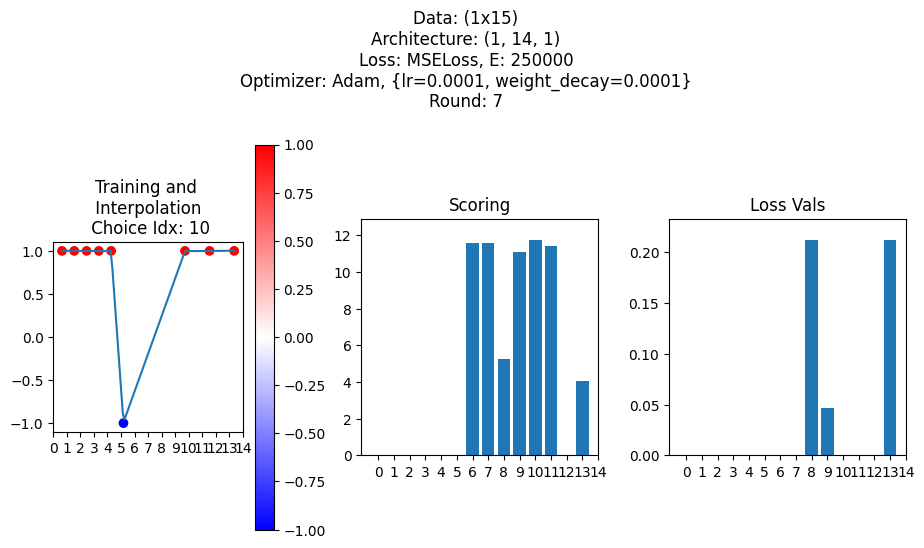 Data: (1x15)
Architecture: (1, 14, 1)
Loss: MSELoss, E: 250000
Optimizer: Adam, {lr=0.0001, weight_decay=0.0001}
Round: 7
Training and
Interpolation
Choice Idx: 10
1.0
0.5
0.0
−0.5
−1.0
0 1 2 3 4 5 6 7 8 9 10 11 12 13 14
1.00
0.75
0.50
0.25
0.00
−0.25
−0.50
−0.75
−1.00
Scoring
12
10
8
6
4
2
0
0 1 2 3 4 5 6 7 8 9 10 11 12 13 14
Loss Vals
0.20
0.15
0.10
0.05
0.00
0 1 2 3 4 5 6 7 8 9 10 11 12 13 14